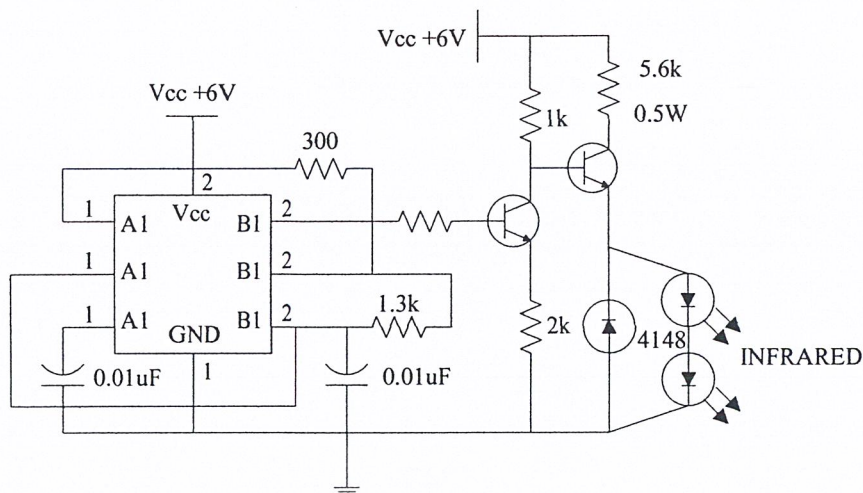 Vcc +6V
5.6k
0.5W
1k
Vcc +6V
300
2
1 A1 Vcc B1 2
1 A1 B1 2
1 A1 B1 2
1.3k
GND
1
0.01uF
0.01uF
2k
4148
INFRARED